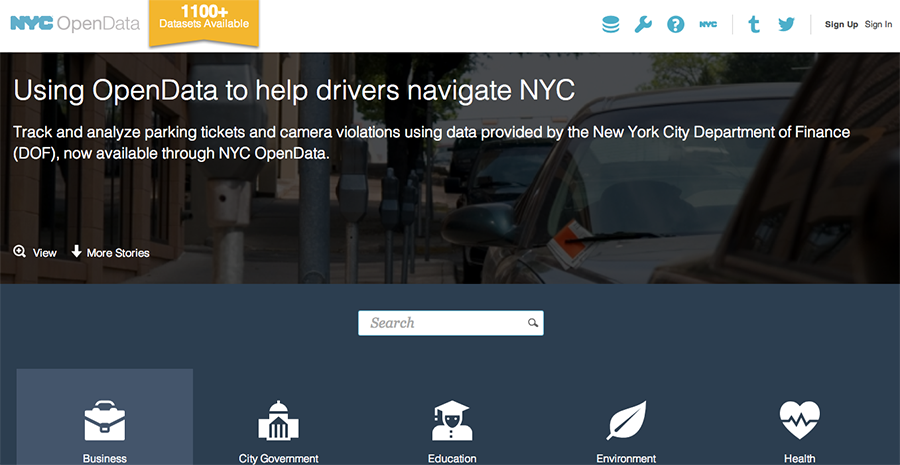 NYC OpenData
1100+
Datasets Available
NYC
Sign Up Sign In
Using OpenData to help drivers navigate NYC
Track and analyze parking tickets and camera violations using data provided by the New York City Department of Finance
(DOF), now available through NYC OpenData.
View More Stories
Search
Business City Government Education Environment Health